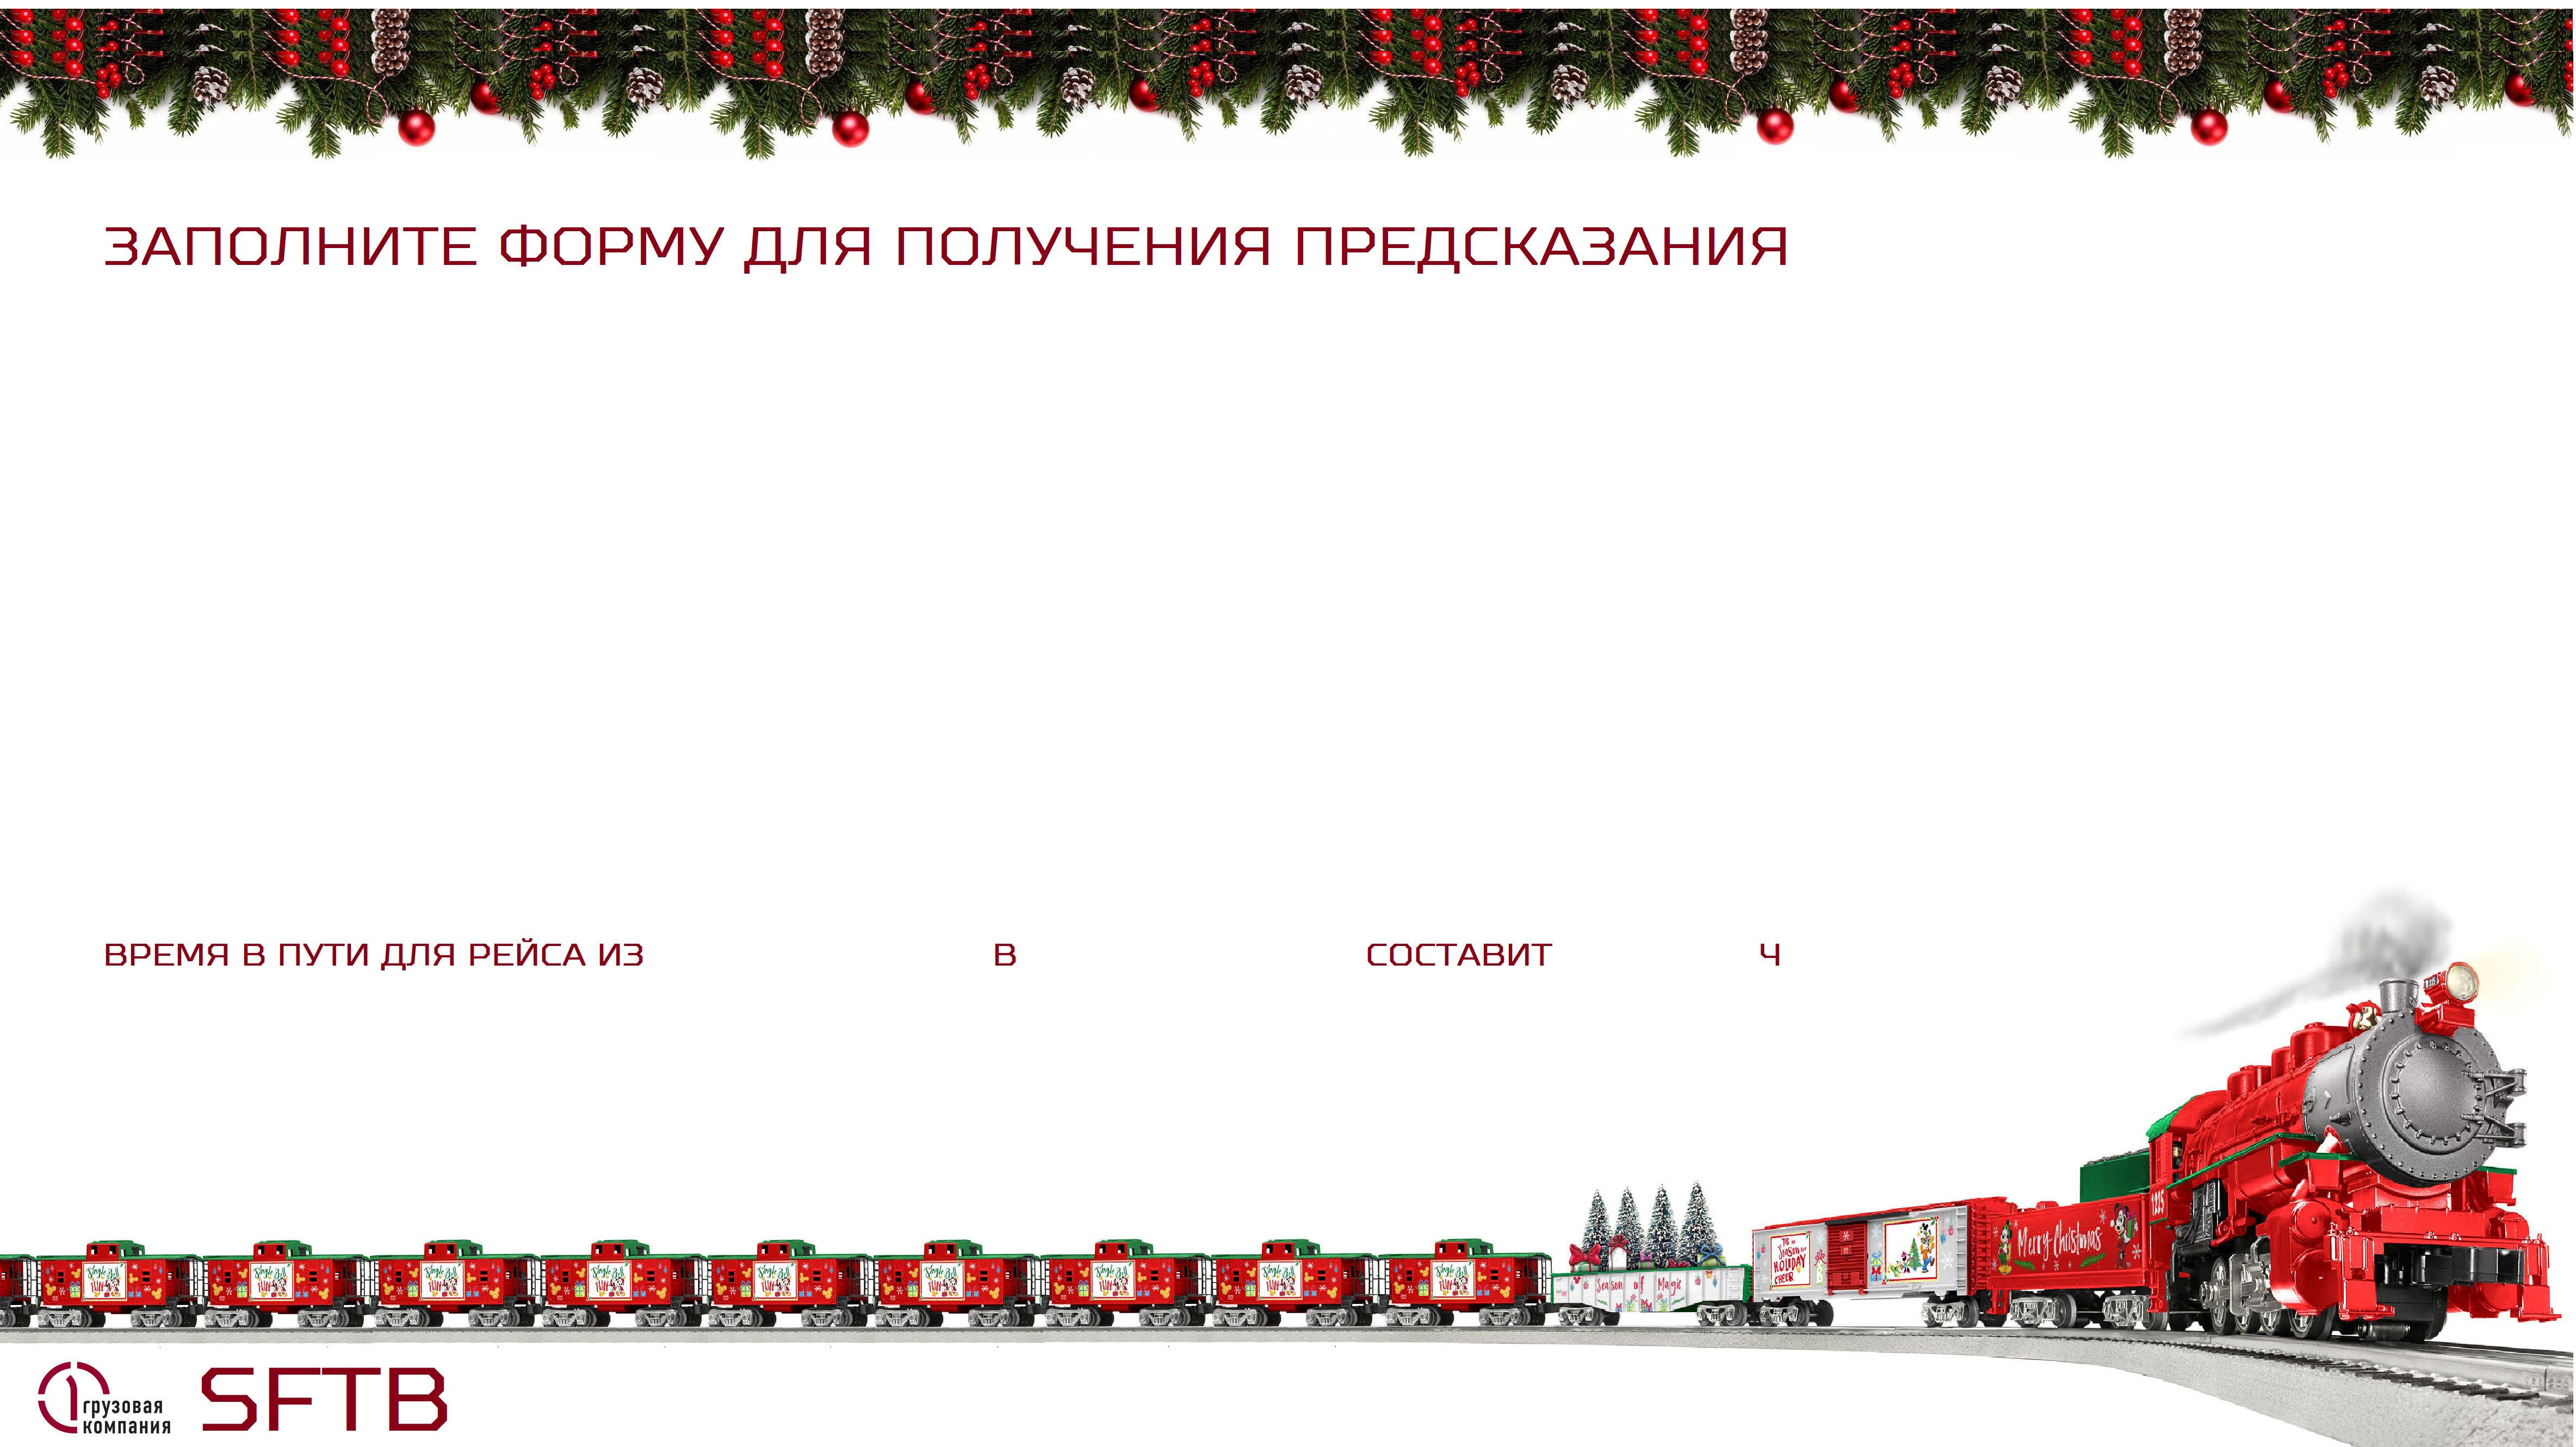 ЗАПОЛНИТЕ ФОРМУ ДЛЯ ПОЛУЧЕНИЯ ПРЕДСКАЗАНИЯ
ВРЕМЯ В ПУТИ ДЛЯ РЕЙСА ИЗ В СОСТАВИТ Ч
Season of Magic
'TIS the
Season for
HOLIDAY
CHEER
Merry Christmas
1225
грузовая
компания
SFTB